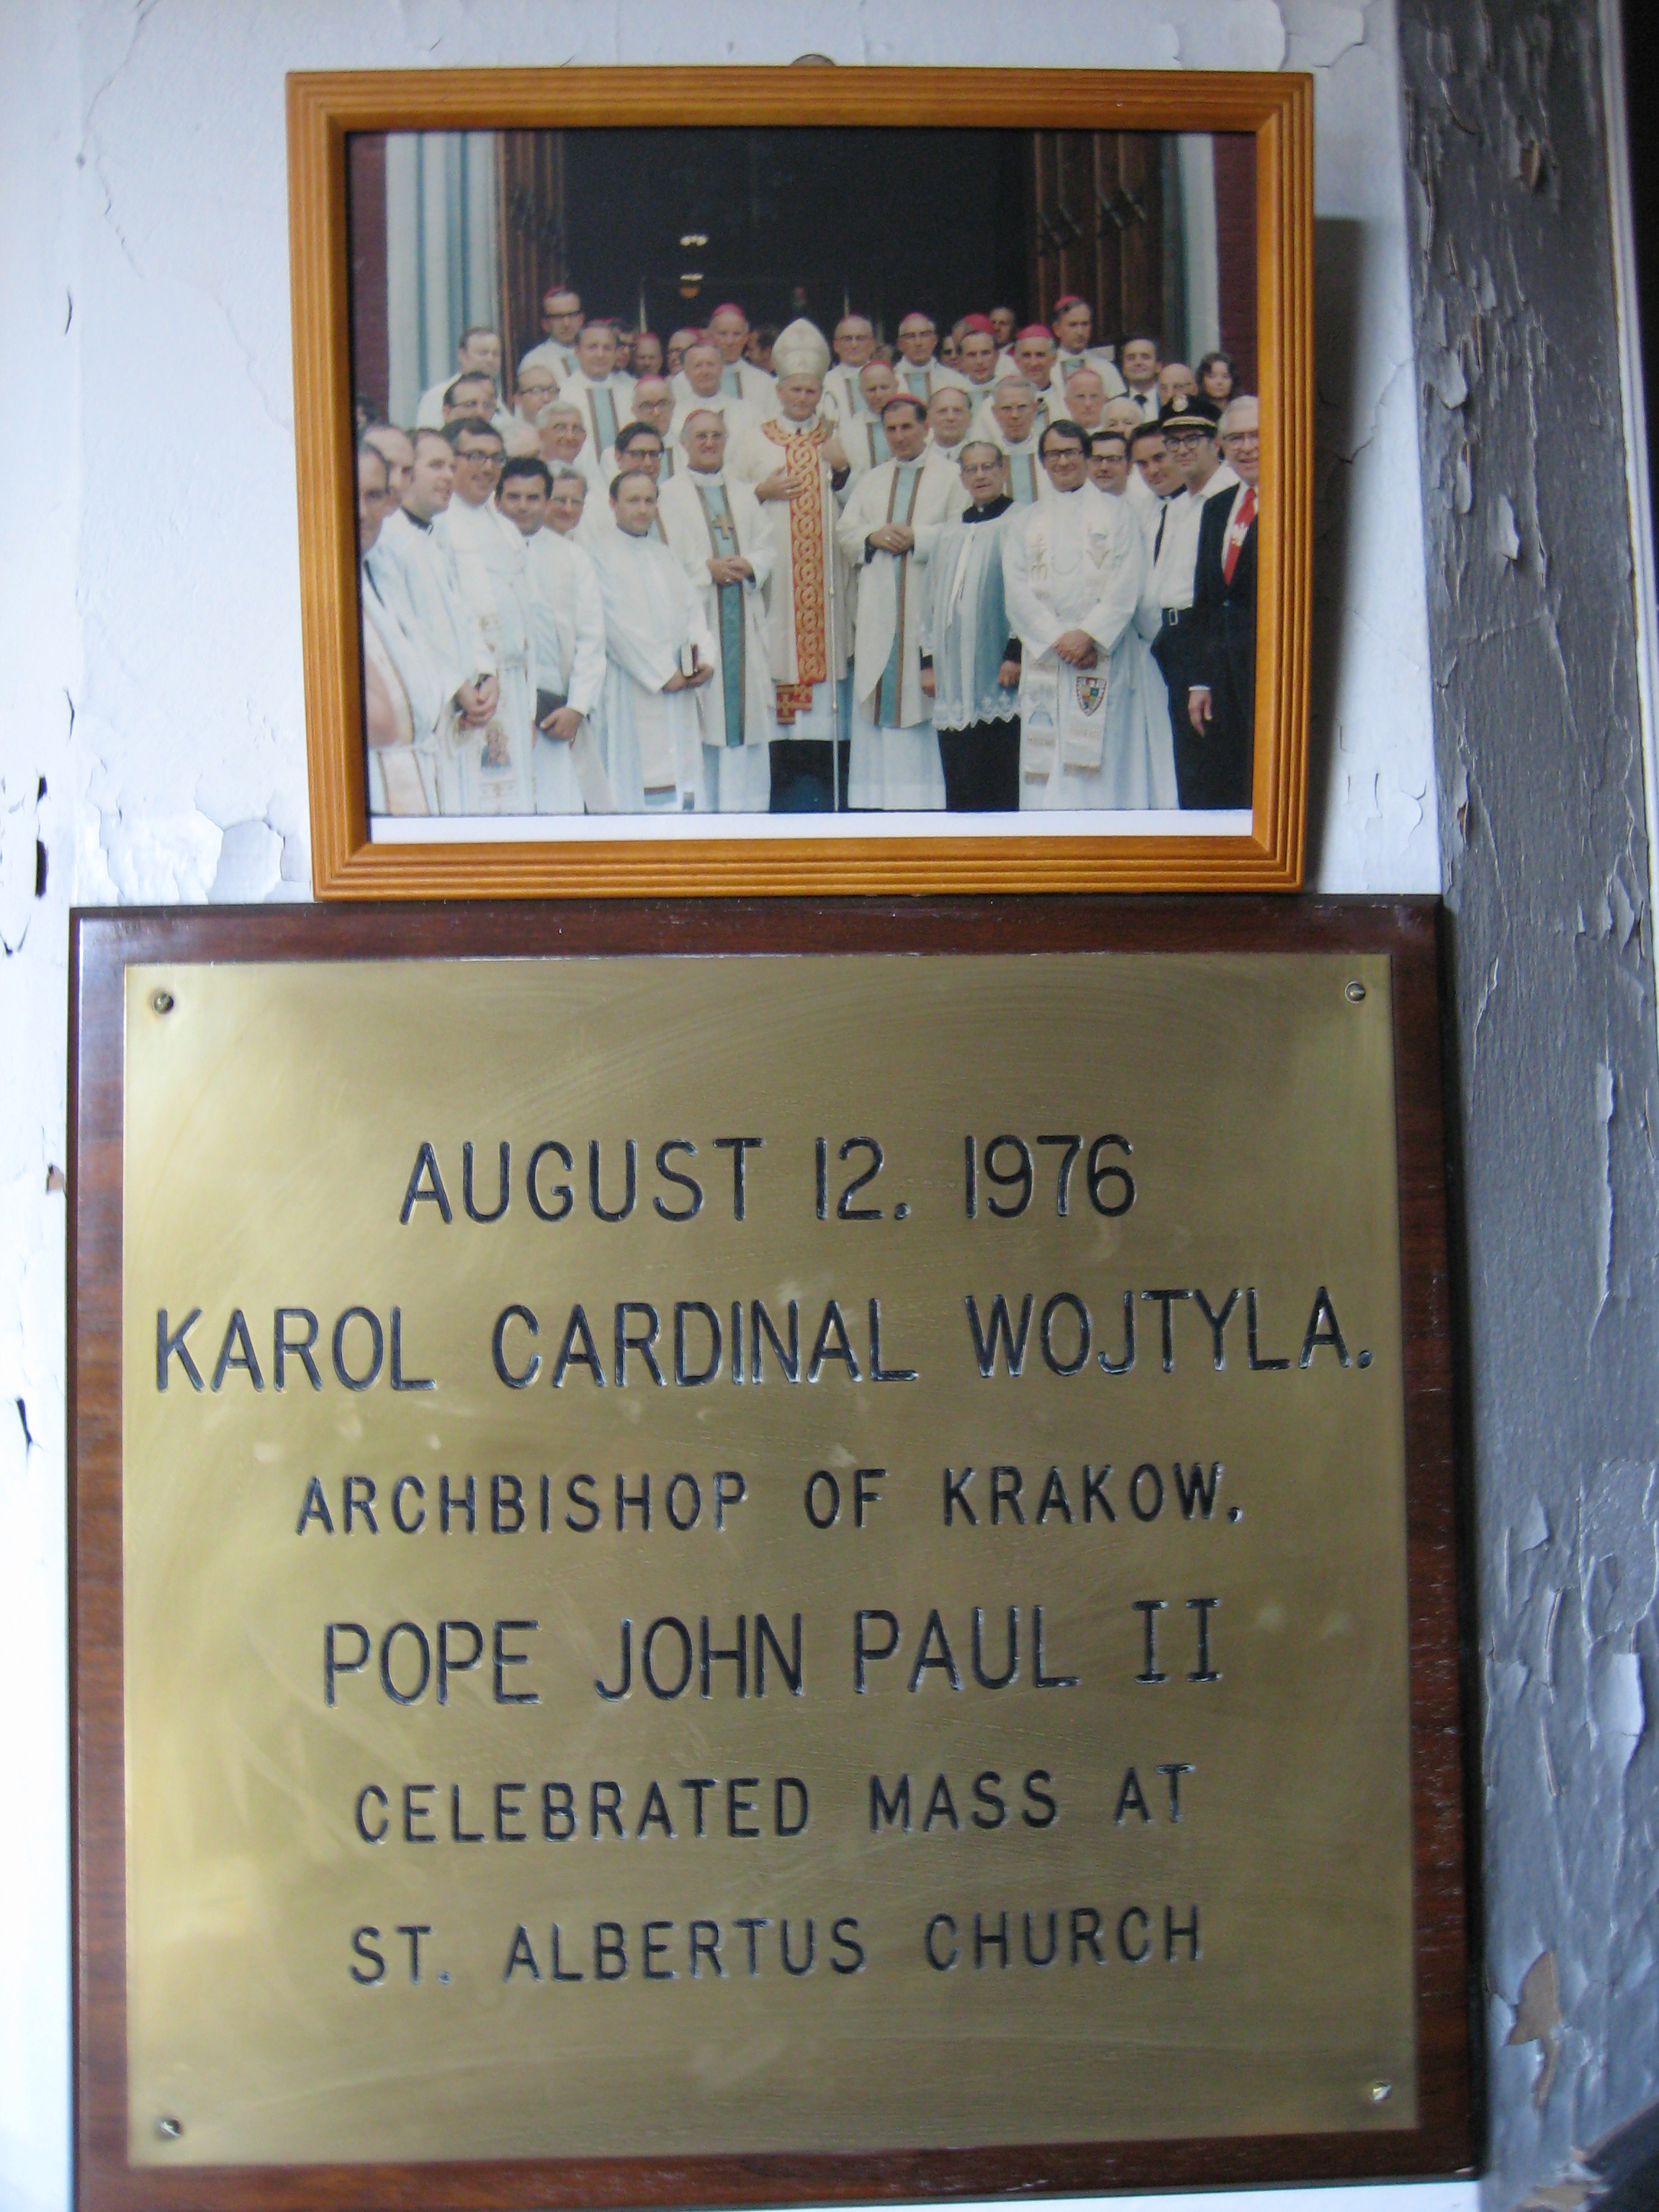 AUGUST 12. 1976
KAROL CARDINAL WOJTYLA.
ARCHBISHOP OF KRAKOW.
POPE JOHN PAUL II
CELEBRATED MASS AT
ST. ALBERTUS CHURCH